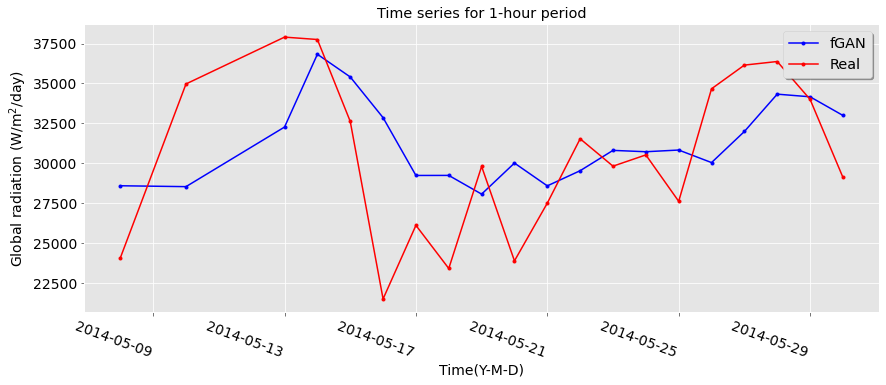 Time series for 1-hour period
Global radiation (W/m²/day)
37500
35000
32500
30000
27500
25000
22500
fGAN
Real
2014-05-09
2014-05-13
2014-05-17
2014-05-21
2014-05-25
2014-05-29
Time(Y-M-D)